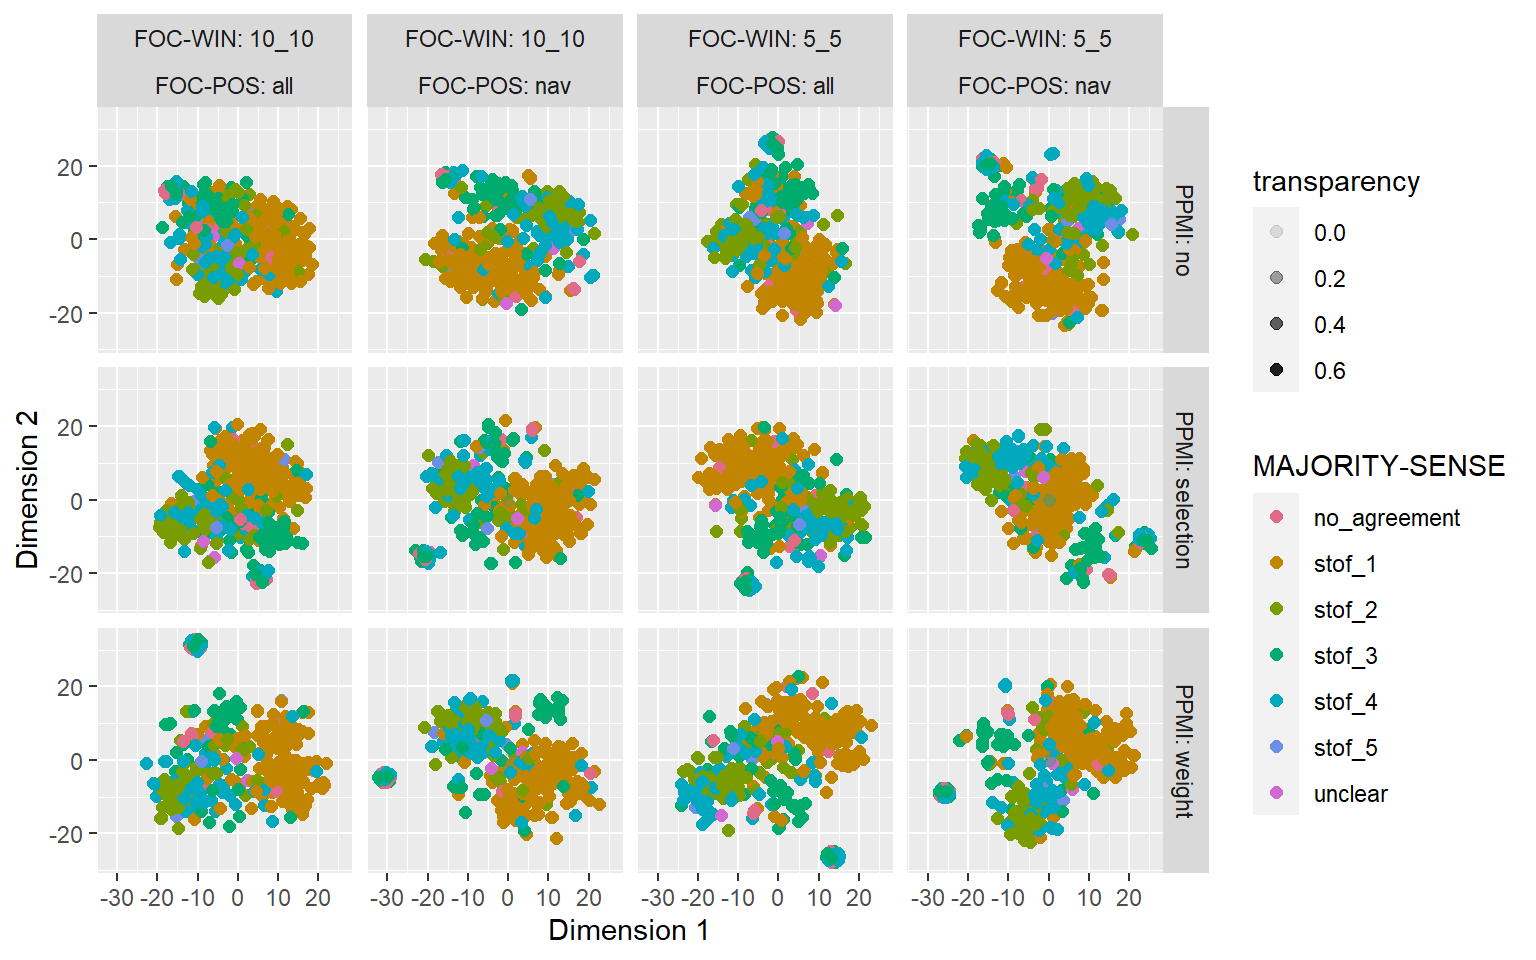 FOC-WIN: 10_10 FOC-WIN: 10_10 FOC-WIN: 5_5 FOC-WIN: 5_5
FOC-POS: all FOC-POS: nav FOC-POS: all FOC-POS: nav
20
0
-20
PPMI: no
20
0
-20
PPMI: selection
20
0
-20
PPMI: weight
-30 -20 -10 0 10 20 -30 -20 -10 0 10 20 -30 -20 -10 0 10 20 -30 -20 -10 0 10 20
Dimension 1
Dimension 2
transparency
0.0
0.2
0.4
0.6
MAJORITY-SENSE
no_agreement
stof_1
stof_2
stof_3
stof_4
stof_5
unclear